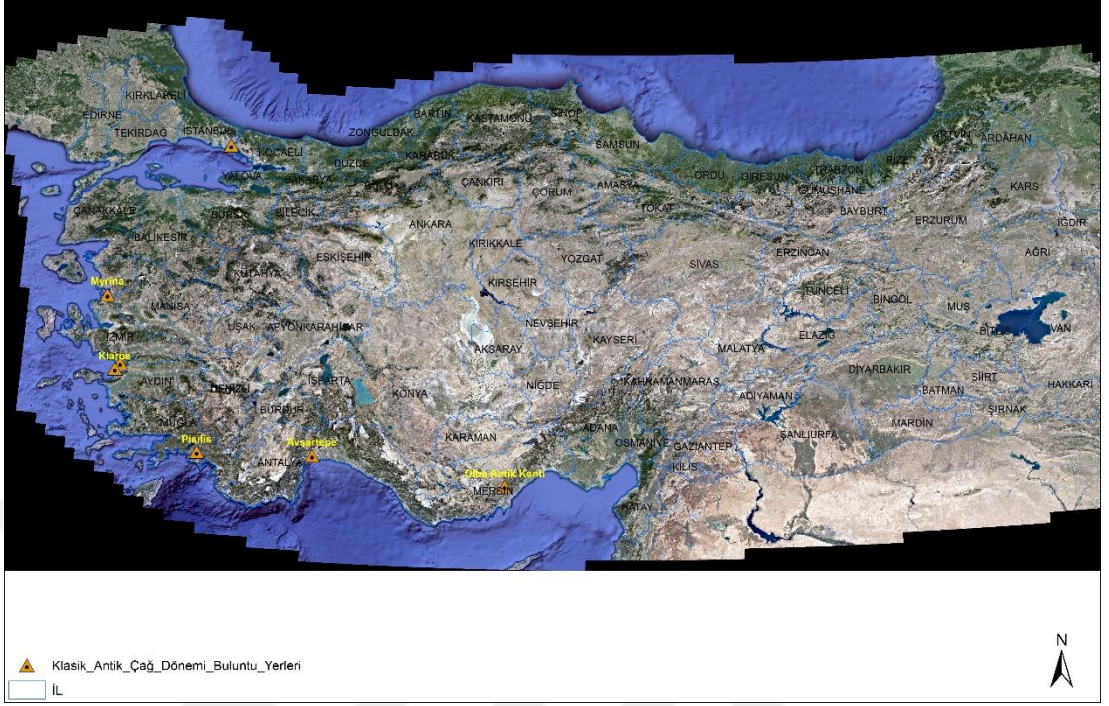 KIRKLARELİ
EDİRNE
TEKİRDAĞ
İSTANBUL
KOCAELİ
YALOVA
SAKARYA
DÜZCE
ZONGULDAK
BARTIN
KARABÜK
KASTAMONU
SİNOP
SAMSUN
ORDU
GİRESUN
TRABZON
RİZE
ARTVİN
ARDAHAN
KARS
IĞDIR
GÜMÜŞHANE
BAYBURT
ERZURUM
AĞRI
ÇANAKKALE
BURSA
BİLECİK
BOLU
ÇANKIRI
ÇORUM
AMASYA
TOKAT
BALIKESİR
ESKİŞEHİR
ANKARA
KIRIKKALE
YOZGAT
SİVAS
ERZİNCAN
KÜTAHYA
KIRŞEHİR
TUNCELİ
BİNGÖL
MUŞ
Myrina
MANİSA
UŞAK
AFYONKARAHİSAR
NEVŞEHİR
KAYSERİ
MALATYA
ELAZIĞ
BİTLİS
VAN
İZMİR
Klaros
AYDIN
DENİZLİ
ISPARTA
BURDUR
KONYA
AKSARAY
NİĞDE
KAHRAMANMARAŞ
ADIYAMAN
DİYARBAKIR
BATMAN
SİİRT
HAKKARİ
ŞIRNAK
MARDİN
MUĞLA
Pisilis
ANTALYA
Avşartepe
KARAMAN
ADANA
OSMANİYE
GAZİANTEP
ŞANLIURFA
KİLİS
Olba Antik Kenti
MERSİN
HATAY
Klasik_Antik_Çağ_Dönemi_Buluntu_Yerleri
İL
N